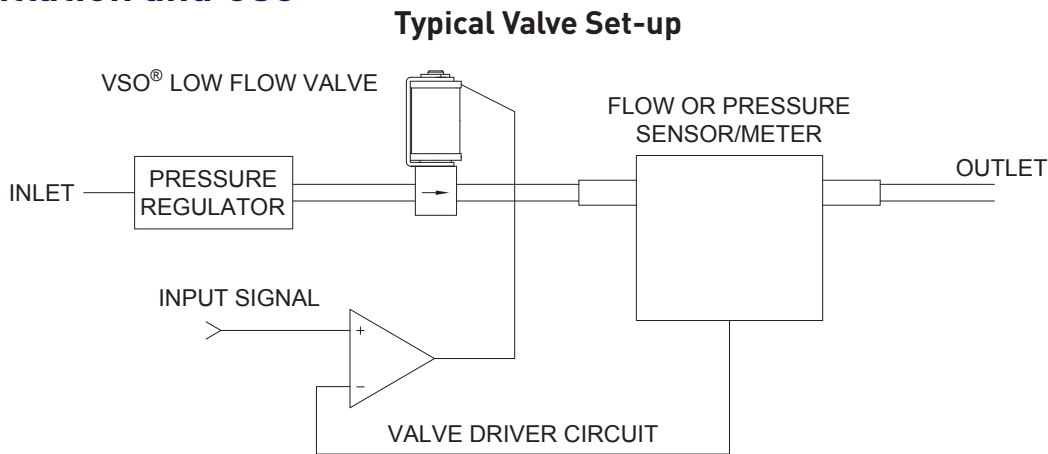 Typical Valve Set-up
VSO® LOW FLOW VALVE
FLOW OR PRESSURE
SENSOR/METER
OUTLET
INLET
PRESSURE
REGULATOR
INPUT SIGNAL
+
−
VALVE DRIVER CIRCUIT